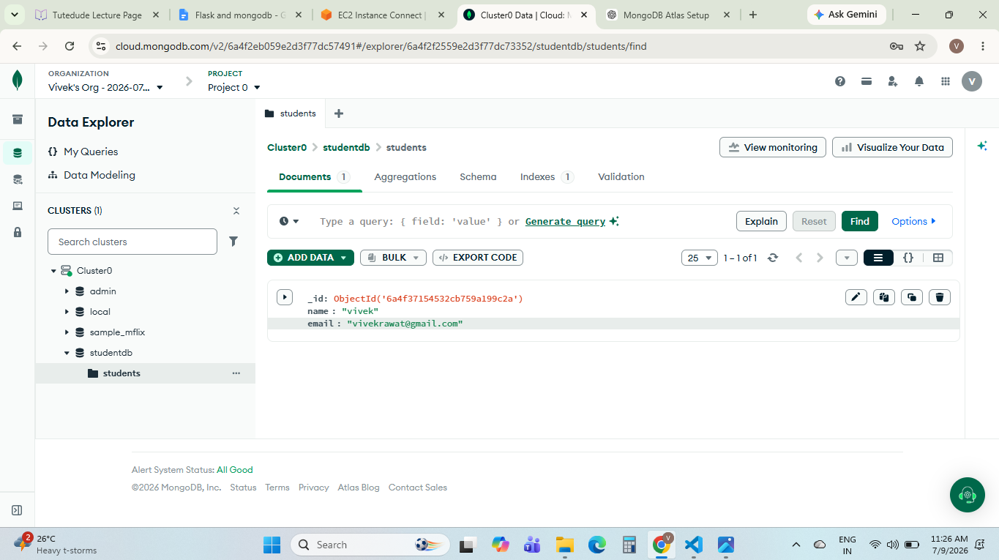 Tutedude Lecture Page
Flask and mongodb - G
EC2 Instance Connect |
Cluster0 Data | Cloud: M
MongoDB Atlas Setup
Ask Gemini
cloud.mongodb.com/v2/6a4f2eb059e2d3f77dc57491#/explorer/6a4f2f2559e2d3f77dc73352/studentdb/students/find
V
ORGANIZATION
Vivek's Org - 2026-07...
PROJECT
Project 0
V
Data Explorer
My Queries
Data Modeling
CLUSTERS (1)
Search clusters
Cluster0
admin
local
sample_mflix
studentdb
students
students
Cluster0 > studentdb > students
View monitoring
Visualize Your Data
Documents 1
Aggregations
Schema
Indexes 1
Validation
Type a query: { field: 'value' } or Generate query
Explain
Reset
Find
Options
ADD DATA
BULK
EXPORT CODE
25
1 – 1 of 1
{}
_id: ObjectId('6a4f37154532cb759a199c2a')
name : "vivek"
email : "vivekrawat@gmail.com"
Alert System Status: All Good
©2026 MongoDB, Inc. Status Terms Privacy Atlas Blog Contact Sales
2
26°C
Heavy t-storms
Search
V
ENG
IN
11:26 AM
7/9/2026